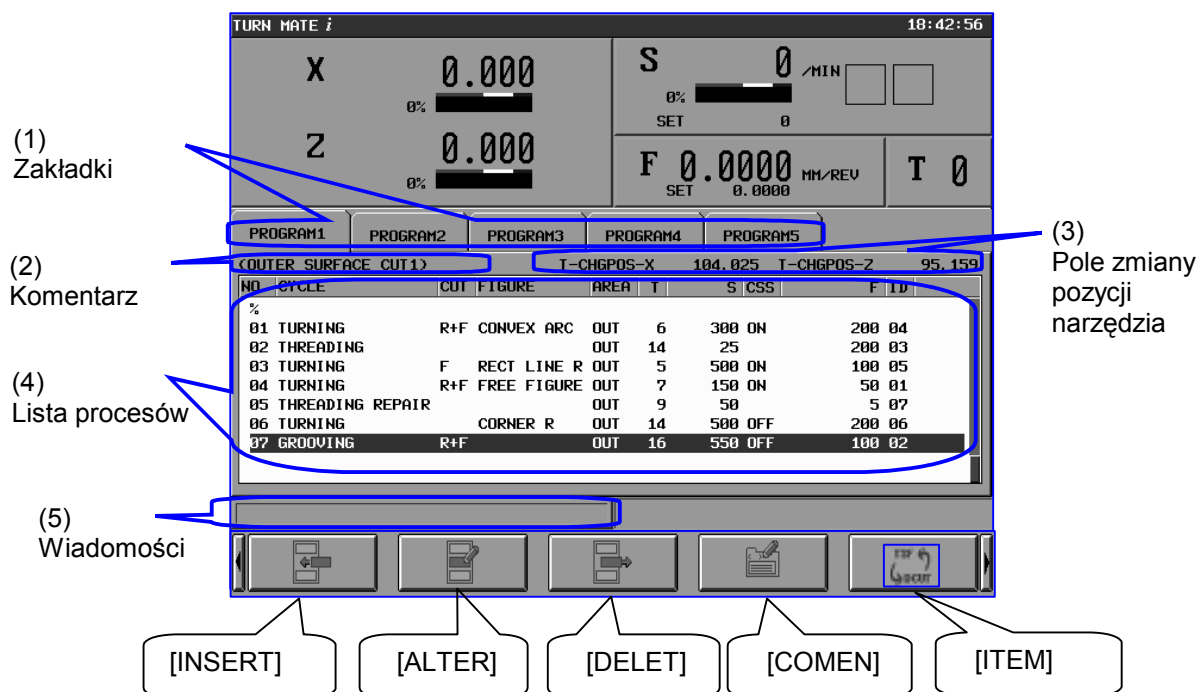 TURN MATE i 18:42:56
X 0.000
0%
Z 0.000
0%
S 0 /MIN
0%
SET 0
F 0.0000 MM/REV
SET 0.0000
T 0
(1)
Zakładki
PROGRAM1 PROGRAM2 PROGRAM3 PROGRAM4 PROGRAM5
(2)
Komentarz
(OUTER SURFACE CUT1) T-CHGPOS-X 104.025 T-CHGPOS-Z 95.159
(3)
Pole zmiany
pozycji
narzędzia
NO CYCLE CUT FIGURE AREA T S CSS F ID
%
01 TURNING R+F CONVEX ARC OUT 6 300 ON 200 04
02 THREADING OUT 14 25 200 03
03 TURNING F RECT LINE R OUT 5 500 ON 100 05
04 TURNING R+F FREE FIGURE OUT 7 150 ON 50 01
05 THREADING REPAIR OUT 9 50 5 07
06 TURNING CORNER R OUT 14 500 OFF 200 06
07 GROOVING R+F OUT 16 550 OFF 100 02
(4)
Lista procesów
(5)
Wiadomości
[INSERT] [ALTER] [DELET] [COMEN] [ITEM]